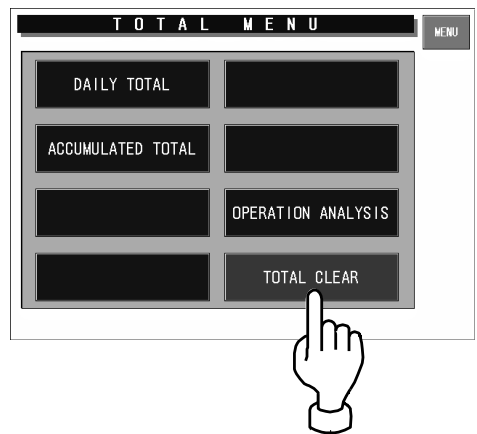 TOTAL MENU
MENU
DAILY TOTAL
ACCUMULATED TOTAL
OPERATION ANALYSIS
TOTAL CLEAR